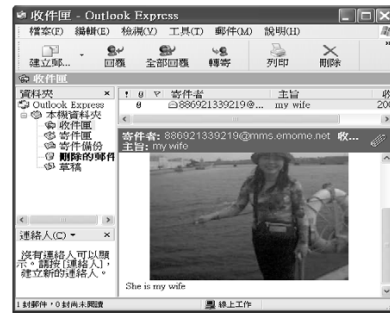 收件匣 - Outlook Express
檔案(F) 編輯(E) 檢視(V) 工具(T) 郵件(M) 說明(H)
建立郵... 回覆 全部回覆 轉寄 列印 刪除
收件匣
資料夾 × ! 寄件者 主旨 收
Outlook Express 886921339219@... my wife 200
本機資料夾
收件匣
寄件匣
寄件備份
刪除的郵件
草稿
寄件者: 886921339219@mms.emome.net 收...
主旨: my wife
連絡人(C) ×
沒有連絡人可以顯
示。請按 [連絡人],
建立新的連絡人。
She is my wife
1 封郵件，0 封尚未閱讀 線上工作